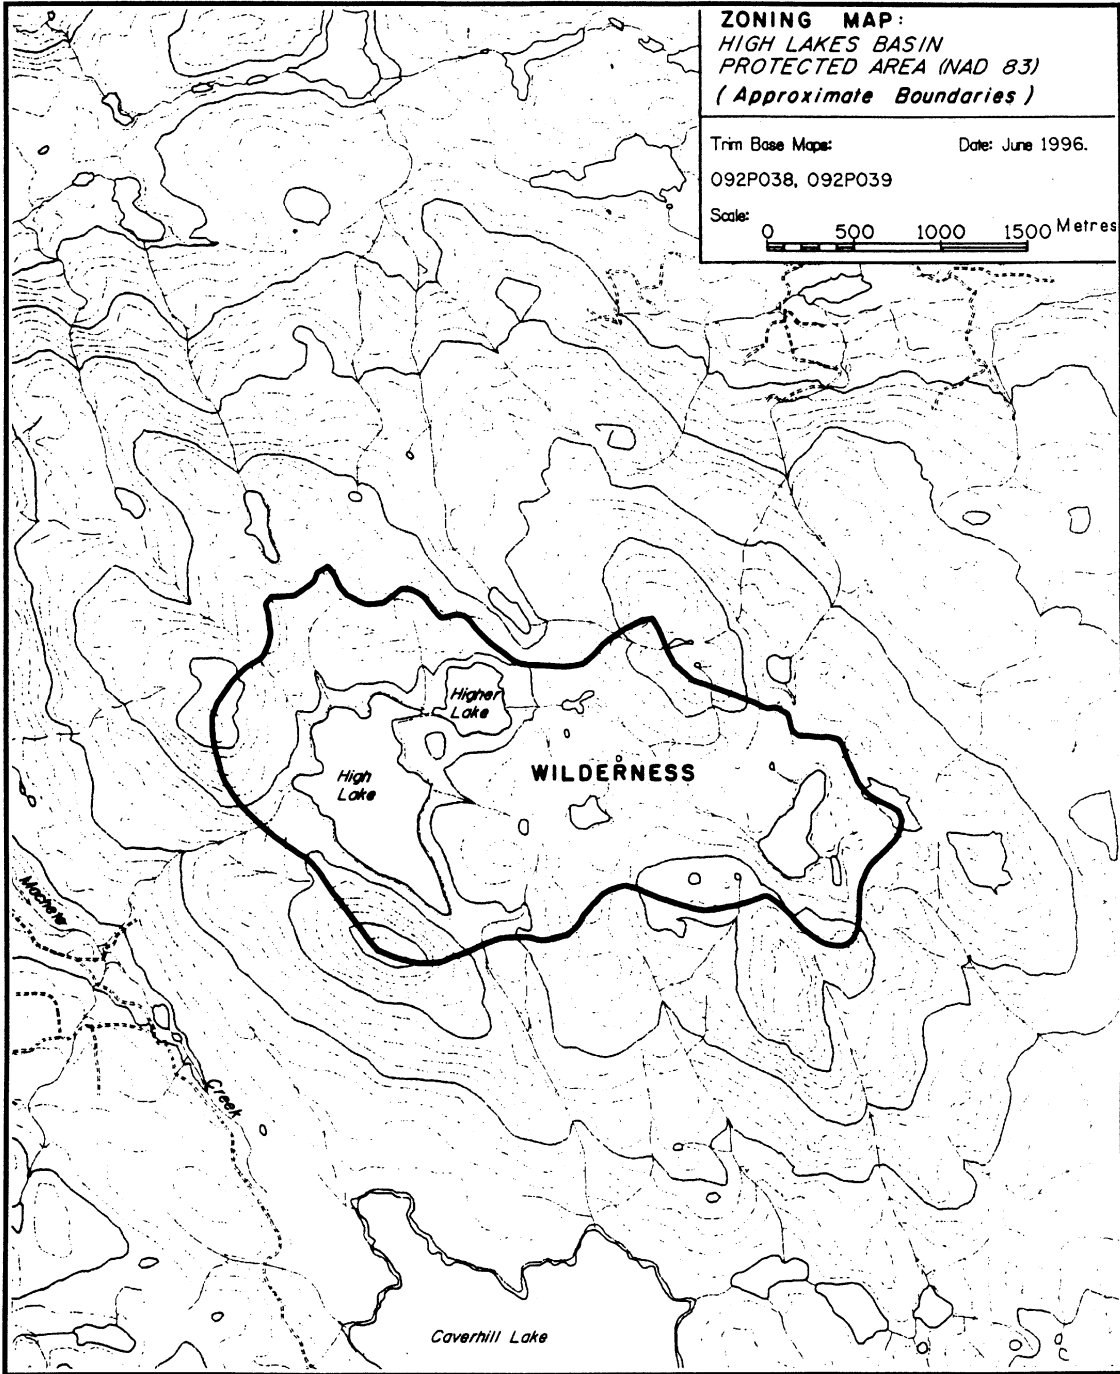 ZONING MAP:
HIGH LAKES BASIN
PROTECTED AREA (NAD 83)
(Approximate Boundaries)
Trim Base Maps: Date: June 1996.
092P038, 092P039
Scale:
0 500 1000 1500 Metres
Higher
Lake
High
Lake
WILDERNESS
Machete
Creek
Caverhill Lake